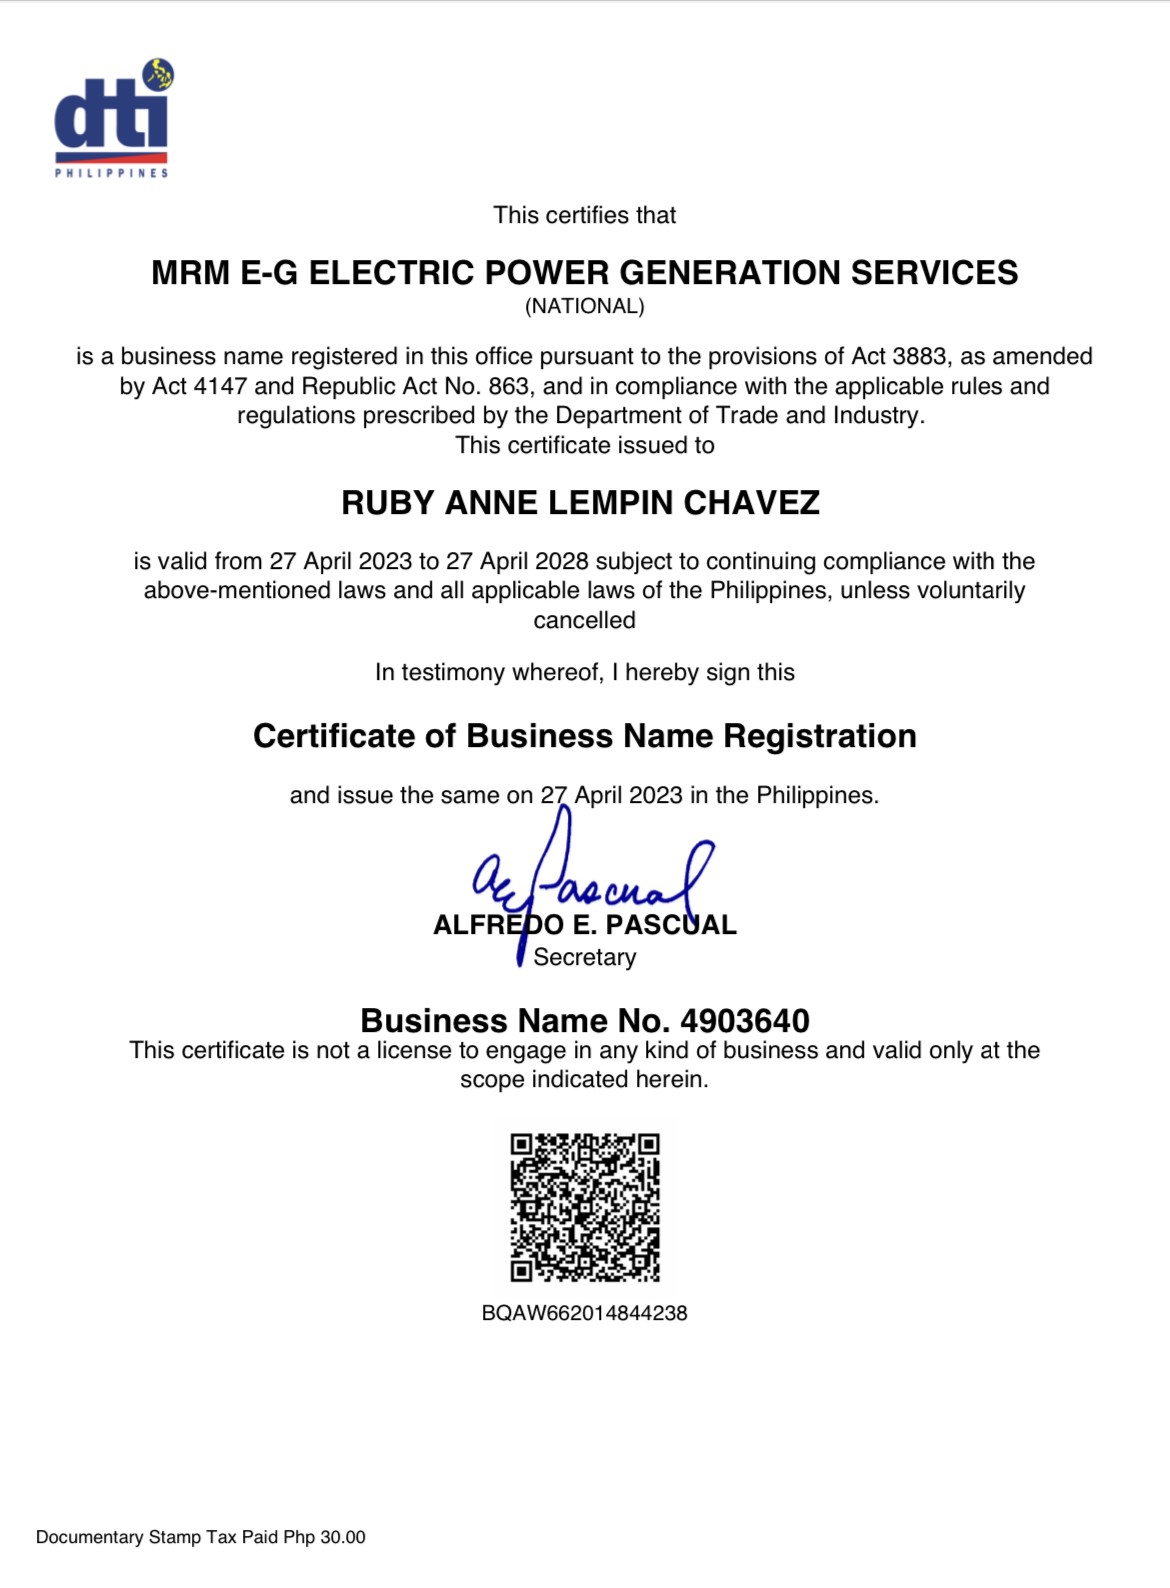 dti
PHILIPPINES
This certifies that
MRM E-G ELECTRIC POWER GENERATION SERVICES
(NATIONAL)
is a business name registered in this office pursuant to the provisions of Act 3883, as amended
by Act 4147 and Republic Act No. 863, and in compliance with the applicable rules and
regulations prescribed by the Department of Trade and Industry.
This certificate issued to
RUBY ANNE LEMPIN CHAVEZ
is valid from 27 April 2023 to 27 April 2028 subject to continuing compliance with the
above-mentioned laws and all applicable laws of the Philippines, unless voluntarily
cancelled
In testimony whereof, I hereby sign this
Certificate of Business Name Registration
and issue the same on 27 April 2023 in the Philippines.
ALFREDO E. PASCUAL
Secretary
Business Name No. 4903640
This certificate is not a license to engage in any kind of business and valid only at the
scope indicated herein.
BQAW662014844238
Documentary Stamp Tax Paid Php 30.00